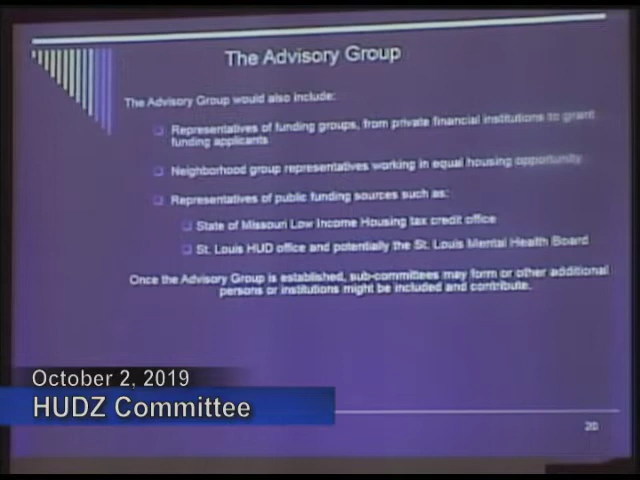 The Advisory Group
The Advisory Group would also include:
Representatives of funding groups, from private financial institutions to grant
funding applicants
Neighborhood group representatives working in equal housing opportunity
Representatives of public funding sources such as:
State of Missouri Low Income Housing tax credit office
St. Louis HUD office and potentially the St. Louis Mental Health Board
Once the Advisory Group is established, sub-committees may form or other additional
persons or institutions might be included and contribute.
October 2, 2019
HUDZ Committee
20